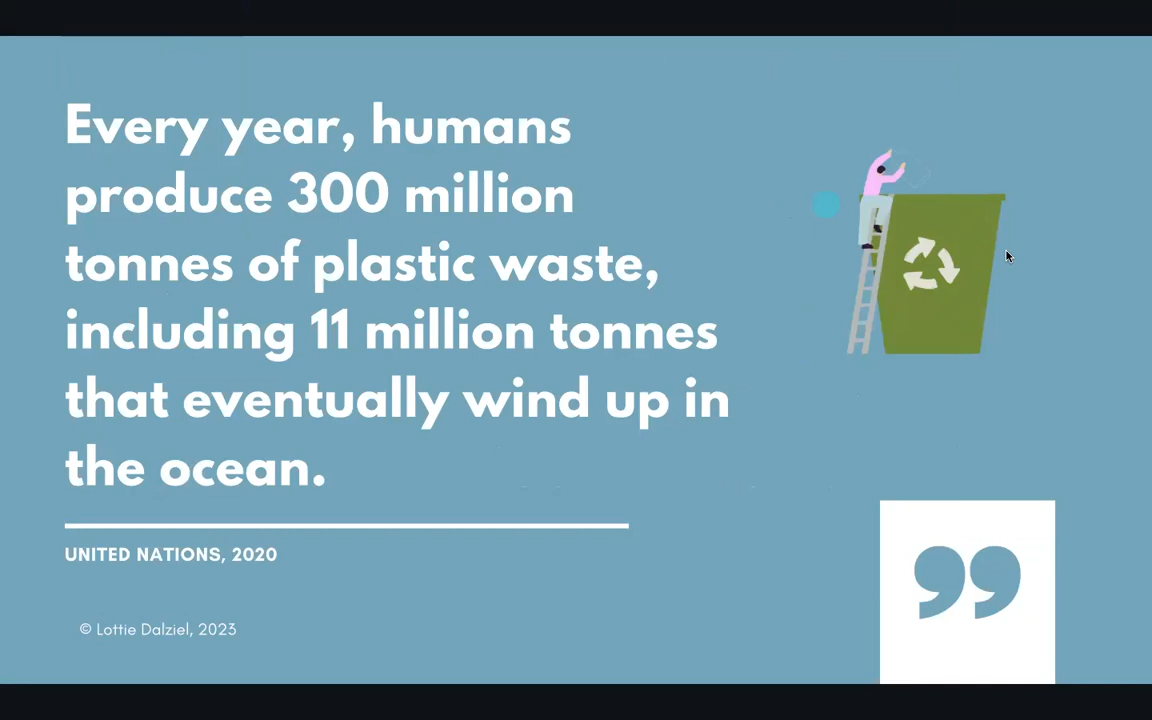 Every year, humans
produce 300 million
tonnes of plastic waste,
including 11 million tonnes
that eventually wind up in
the ocean.
UNITED NATIONS, 2020
© Lottie Dalziel, 2023
”